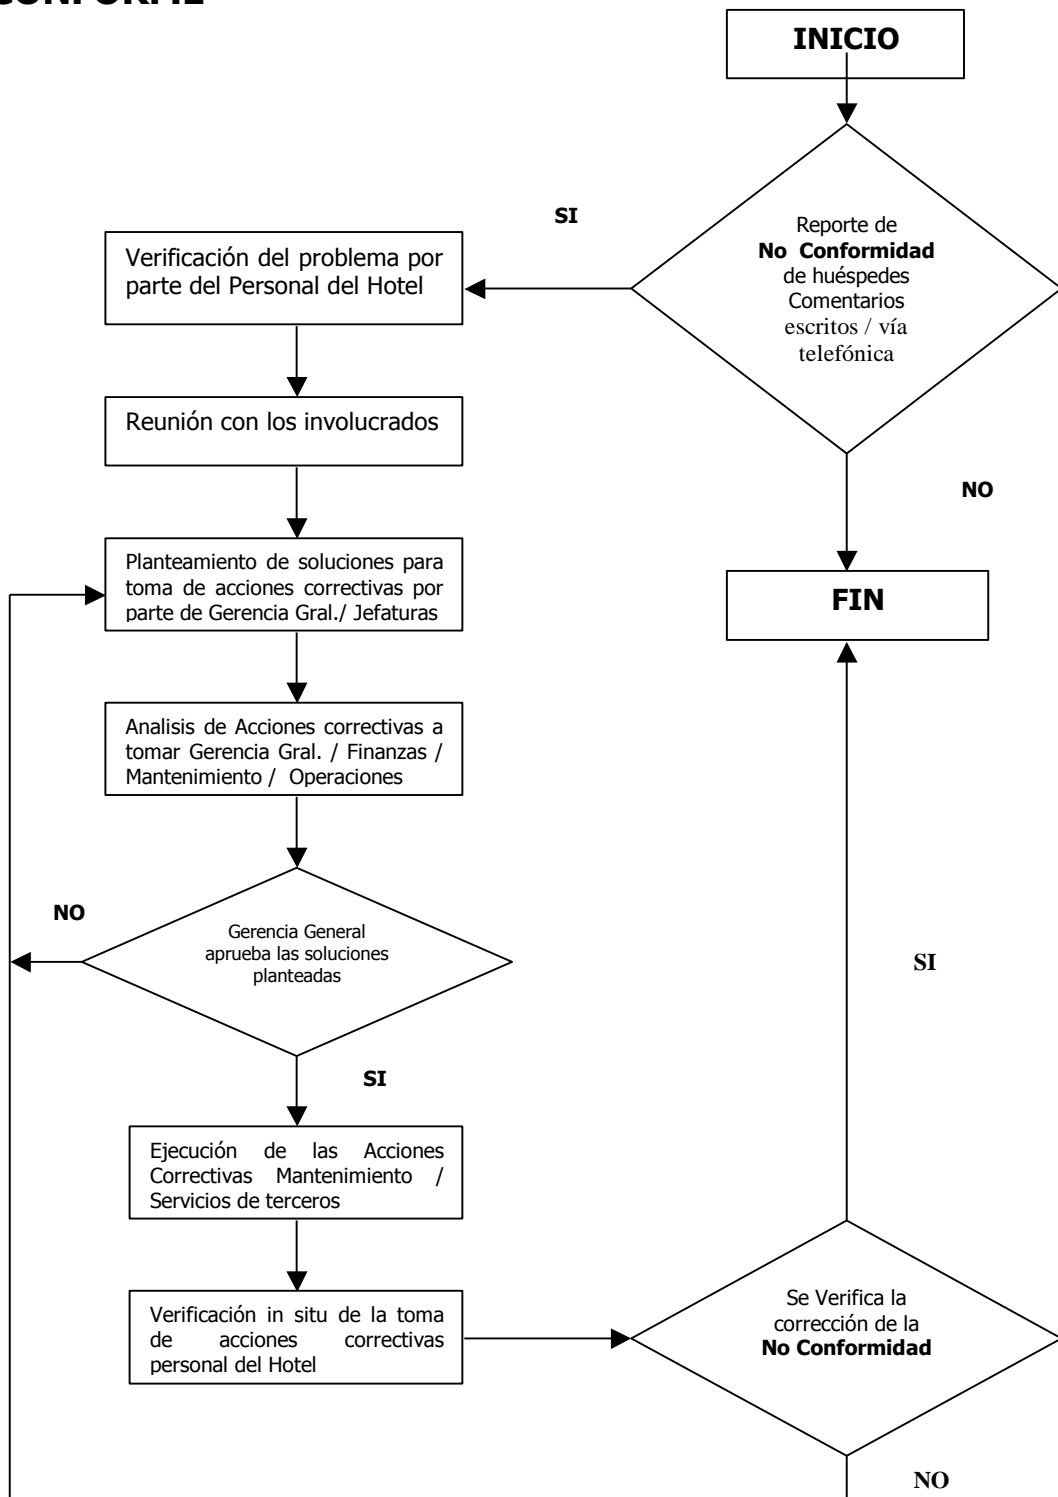 CONFORME
INICIO
Reporte de
No Conformidad
de huéspedes
Comentarios
escritos / vía
telefónica
SI
Verificación del problema por
parte del Personal del Hotel
Reunión con los involucrados
NO
Planteamiento de soluciones para
toma de acciones correctivas por
parte de Gerencia Gral./ Jefaturas
FIN
Analisis de Acciones correctivas a
tomar Gerencia Gral. / Finanzas /
Mantenimiento / Operaciones
NO
Gerencia General
aprueba las soluciones
planteadas
SI
SI
Ejecución de las Acciones
Correctivas Mantenimiento /
Servicios de terceros
Verificación in situ de la toma
de acciones correctivas
personal del Hotel
Se Verifica la
corrección de la
No Conformidad
NO